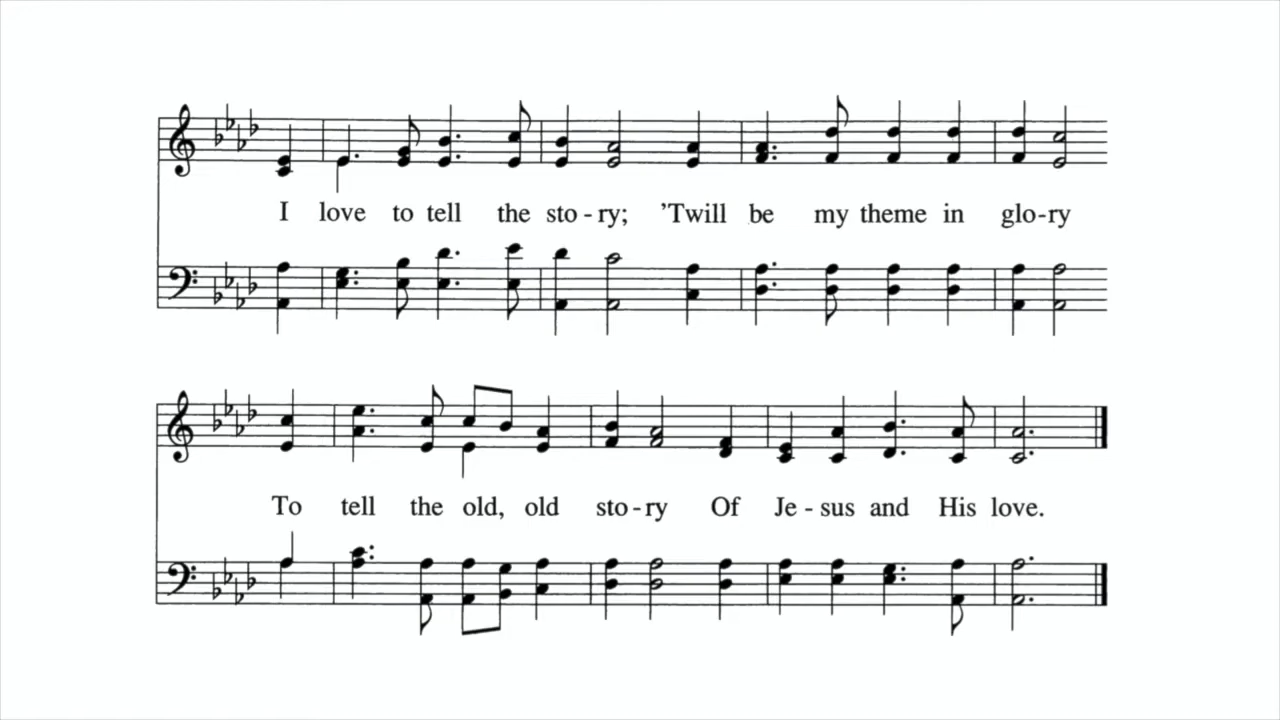 I love to tell the sto - ry; ’Twill be my theme in glo-ry
To tell the old, old sto-ry Of Je - sus and His love.